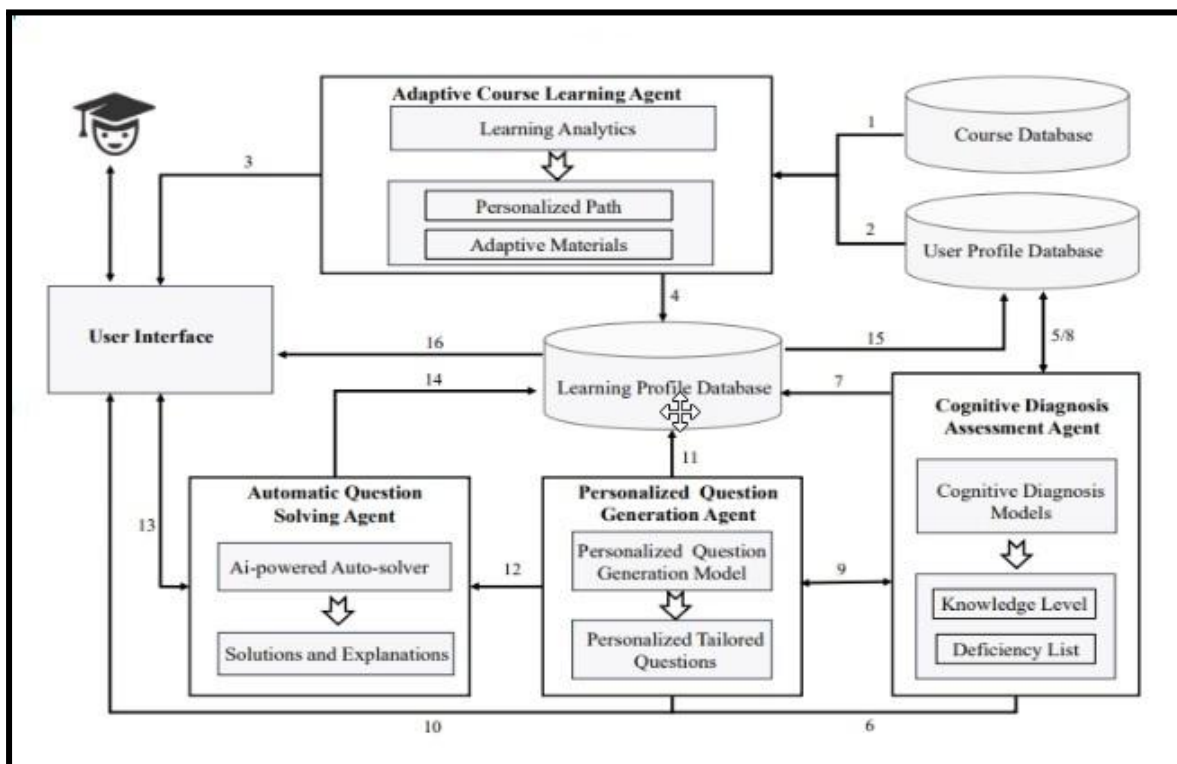 Adaptive Course Learning Agent
Learning Analytics
Personalized Path
Adaptive Materials
1
Course Database
2
User Profile Database
3
4
User Interface
16
15
5/8
14
Learning Profile Database
7
11
Cognitive Diagnosis
Assessment Agent
Cognitive Diagnosis
Models
Knowledge Level
Deficiency List
Automatic Question
Solving Agent
Ai-powered Auto-solver
Solutions and Explanations
13
12
Personalized Question
Generation Agent
Personalized Question
Generation Model
Personalized Tailored
Questions
9
10
6